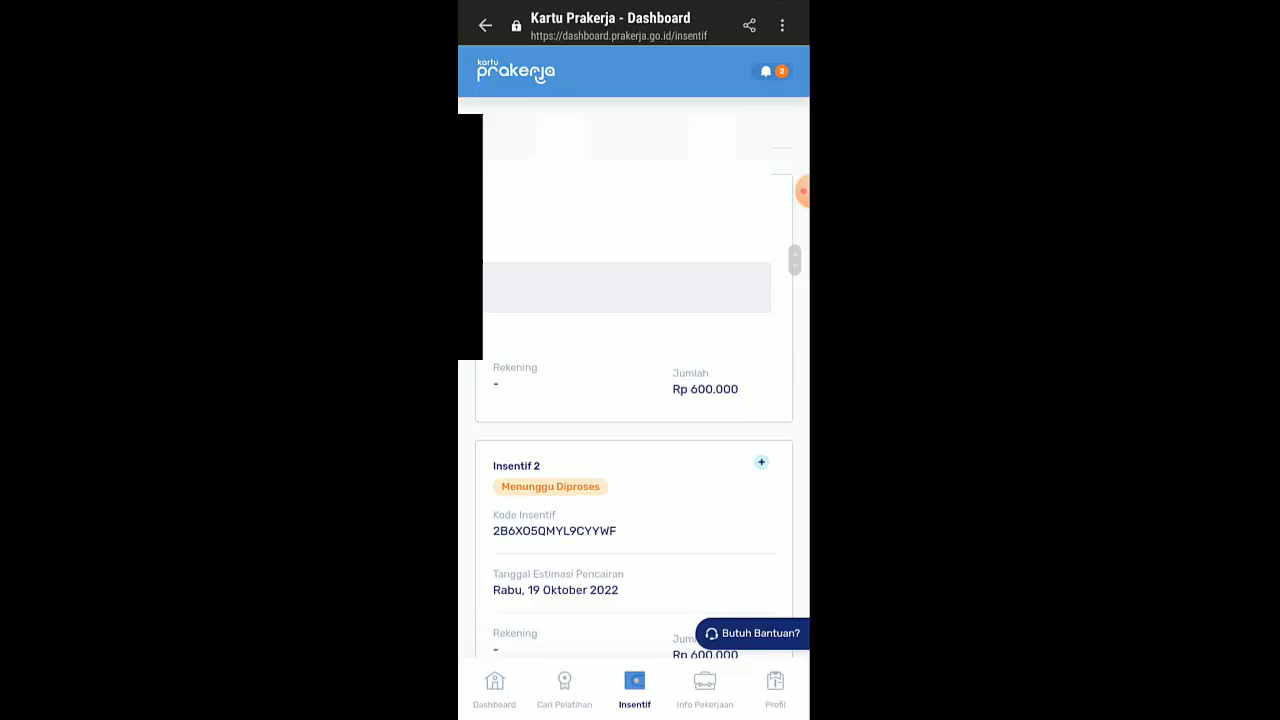 Kartu Prakerja - Dashboard
https://dashboard.prakerja.go.id/insentif
kartu
prakerja
2
Rekening
-
Jumlah
Rp 600.000
Insentif 2
Menunggu Diproses
Kode Insentif
2B6XO5QMYL9CYYWF
Tanggal Estimasi Pencairan
Rabu, 19 Oktober 2022
Rekening
-
Jum
Rp 600.000
Butuh Bantuan?
Dashboard
Cari Pelatihan
Insentif
Info Pekerjaan
Profil